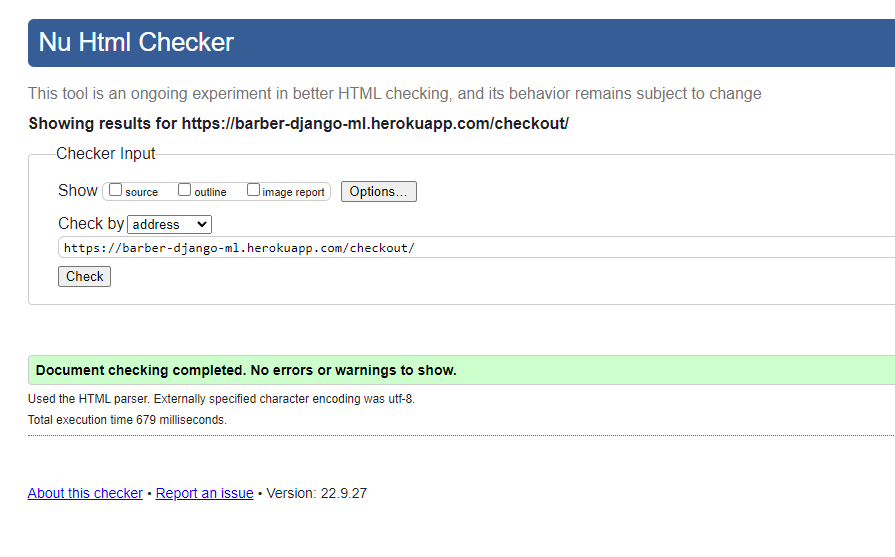 Nu Html Checker
This tool is an ongoing experiment in better HTML checking, and its behavior remains subject to change
Showing results for https://barber-django-ml.herokuapp.com/checkout/
Checker Input
Show source outline image report Options...
Check by address
https://barber-django-ml.herokuapp.com/checkout/
Check
Document checking completed. No errors or warnings to show.
Used the HTML parser. Externally specified character encoding was utf-8.
Total execution time 679 milliseconds.
About this checker • Report an issue • Version: 22.9.27